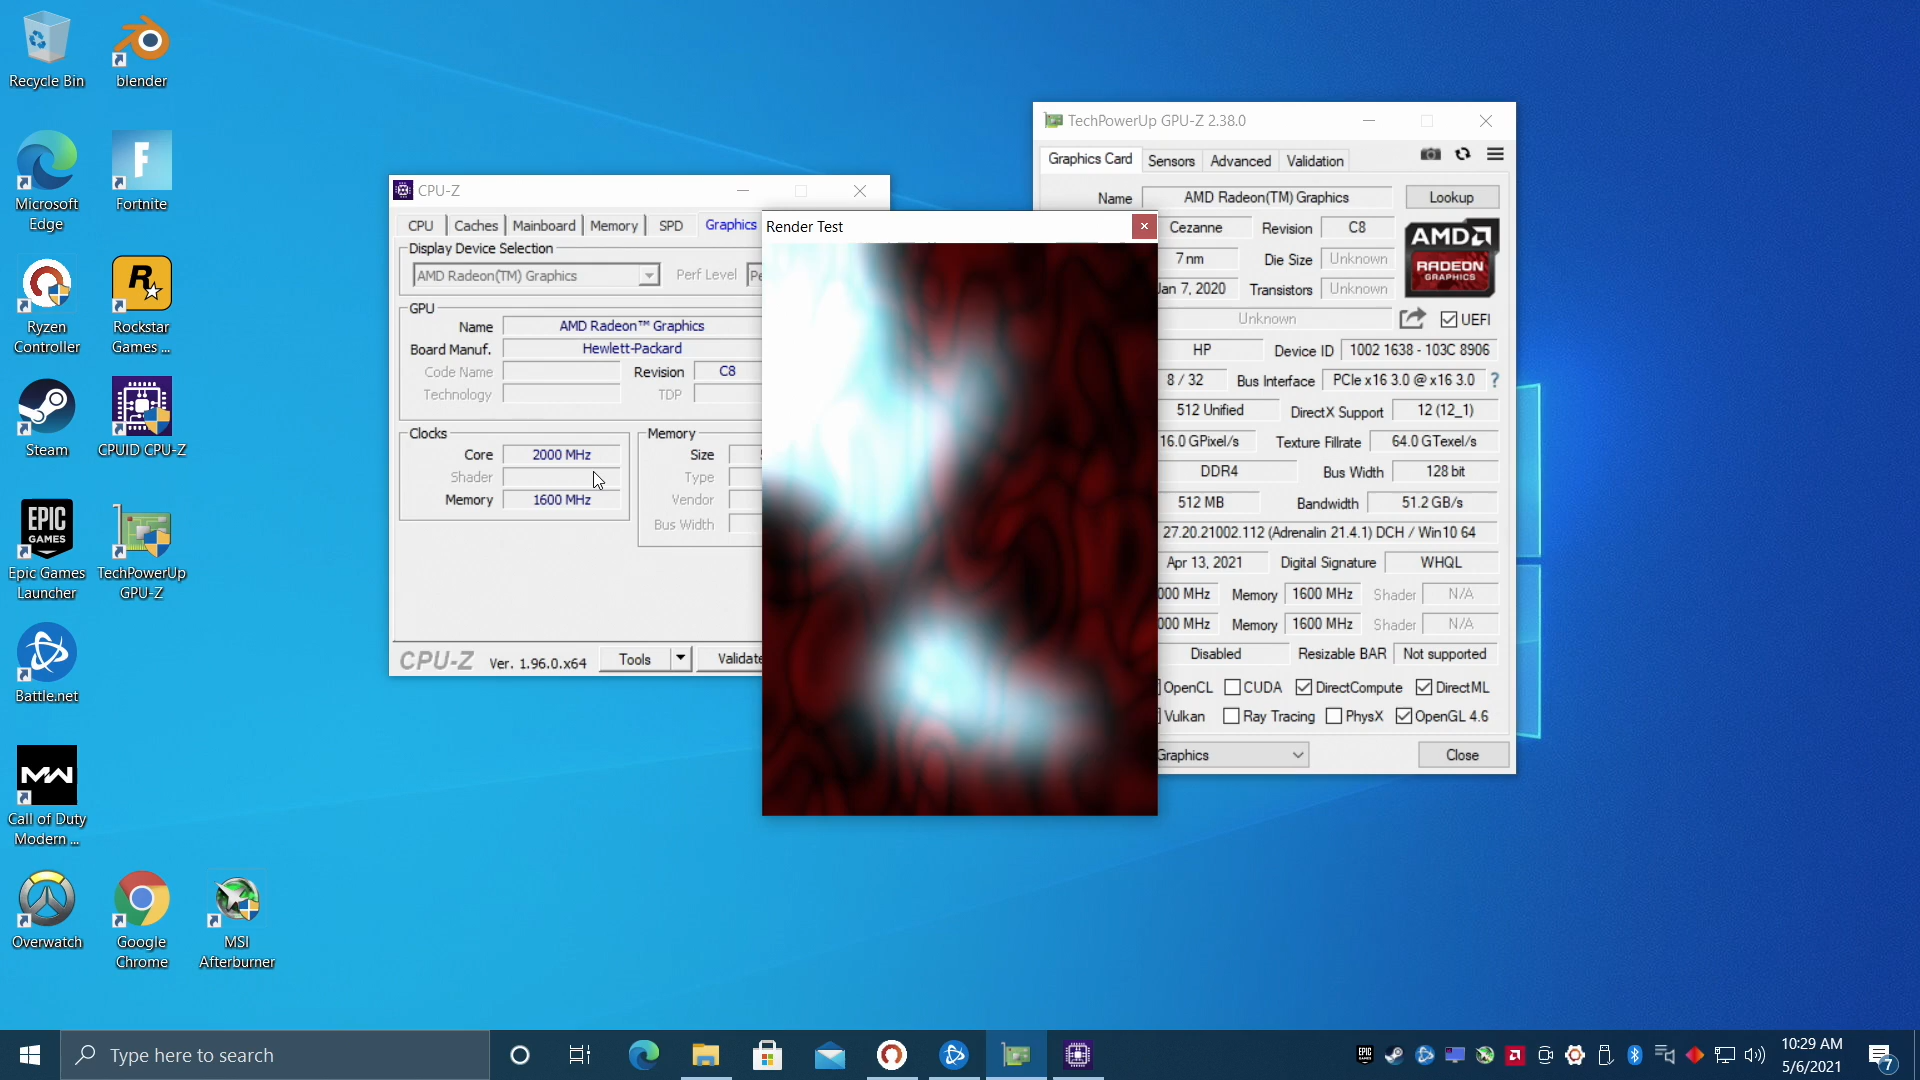 Recycle Bin
blender
Microsoft
Edge
Fortnite
Ryzen
Controller
Rockstar
Games ...
Steam
CPUID CPU-Z
EPIC
GAMES
Epic Games
Launcher
TechPowerUp
GPU-Z
Battle.net
MW
Call of Duty
Modern ...
Overwatch
Google
Chrome
MSI
Afterburner
CPU-Z
CPU Caches Mainboard Memory SPD Graphics
Display Device Selection
AMD Radeon(TM) Graphics Perf Level
GPU
Name AMD Radeon™ Graphics
Board Manuf. Hewlett-Packard
Code Name Revision C8
Technology TDP
Clocks
Core 2000 MHz
Shader
Memory 1600 MHz
Memory
Size
Type
Vendor
Bus Width
CPU-Z Ver. 1.96.0.x64 Tools Validate
Render Test
TechPowerUp GPU-Z 2.38.0
Graphics Card Sensors Advanced Validation
Name AMD Radeon(TM) Graphics Lookup
Cezanne Revision C8
7 nm Die Size Unknown
Jan 7, 2020 Transistors Unknown
AMD
RADEON
GRAPHICS
Unknown UEFI
HP Device ID 1002 1638 - 103C 8906
8 / 32 Bus Interface PCIe x16 3.0 @ x16 3.0 ?
512 Unified DirectX Support 12 (12_1)
16.0 GPixel/s Texture Fillrate 64.0 GTexel/s
DDR4 Bus Width 128 bit
512 MB Bandwidth 51.2 GB/s
27.20.21002.112 (Adrenalin 21.4.1) DCH / Win10 64
Apr 13, 2021 Digital Signature WHQL
000 MHz Memory 1600 MHz Shader N/A
000 MHz Memory 1600 MHz Shader N/A
Disabled Resizable BAR Not supported
OpenCL CUDA DirectCompute DirectML
Vulkan Ray Tracing PhysX OpenGL 4.6
Graphics Close
Type here to search
10:29 AM
5/6/2021
7